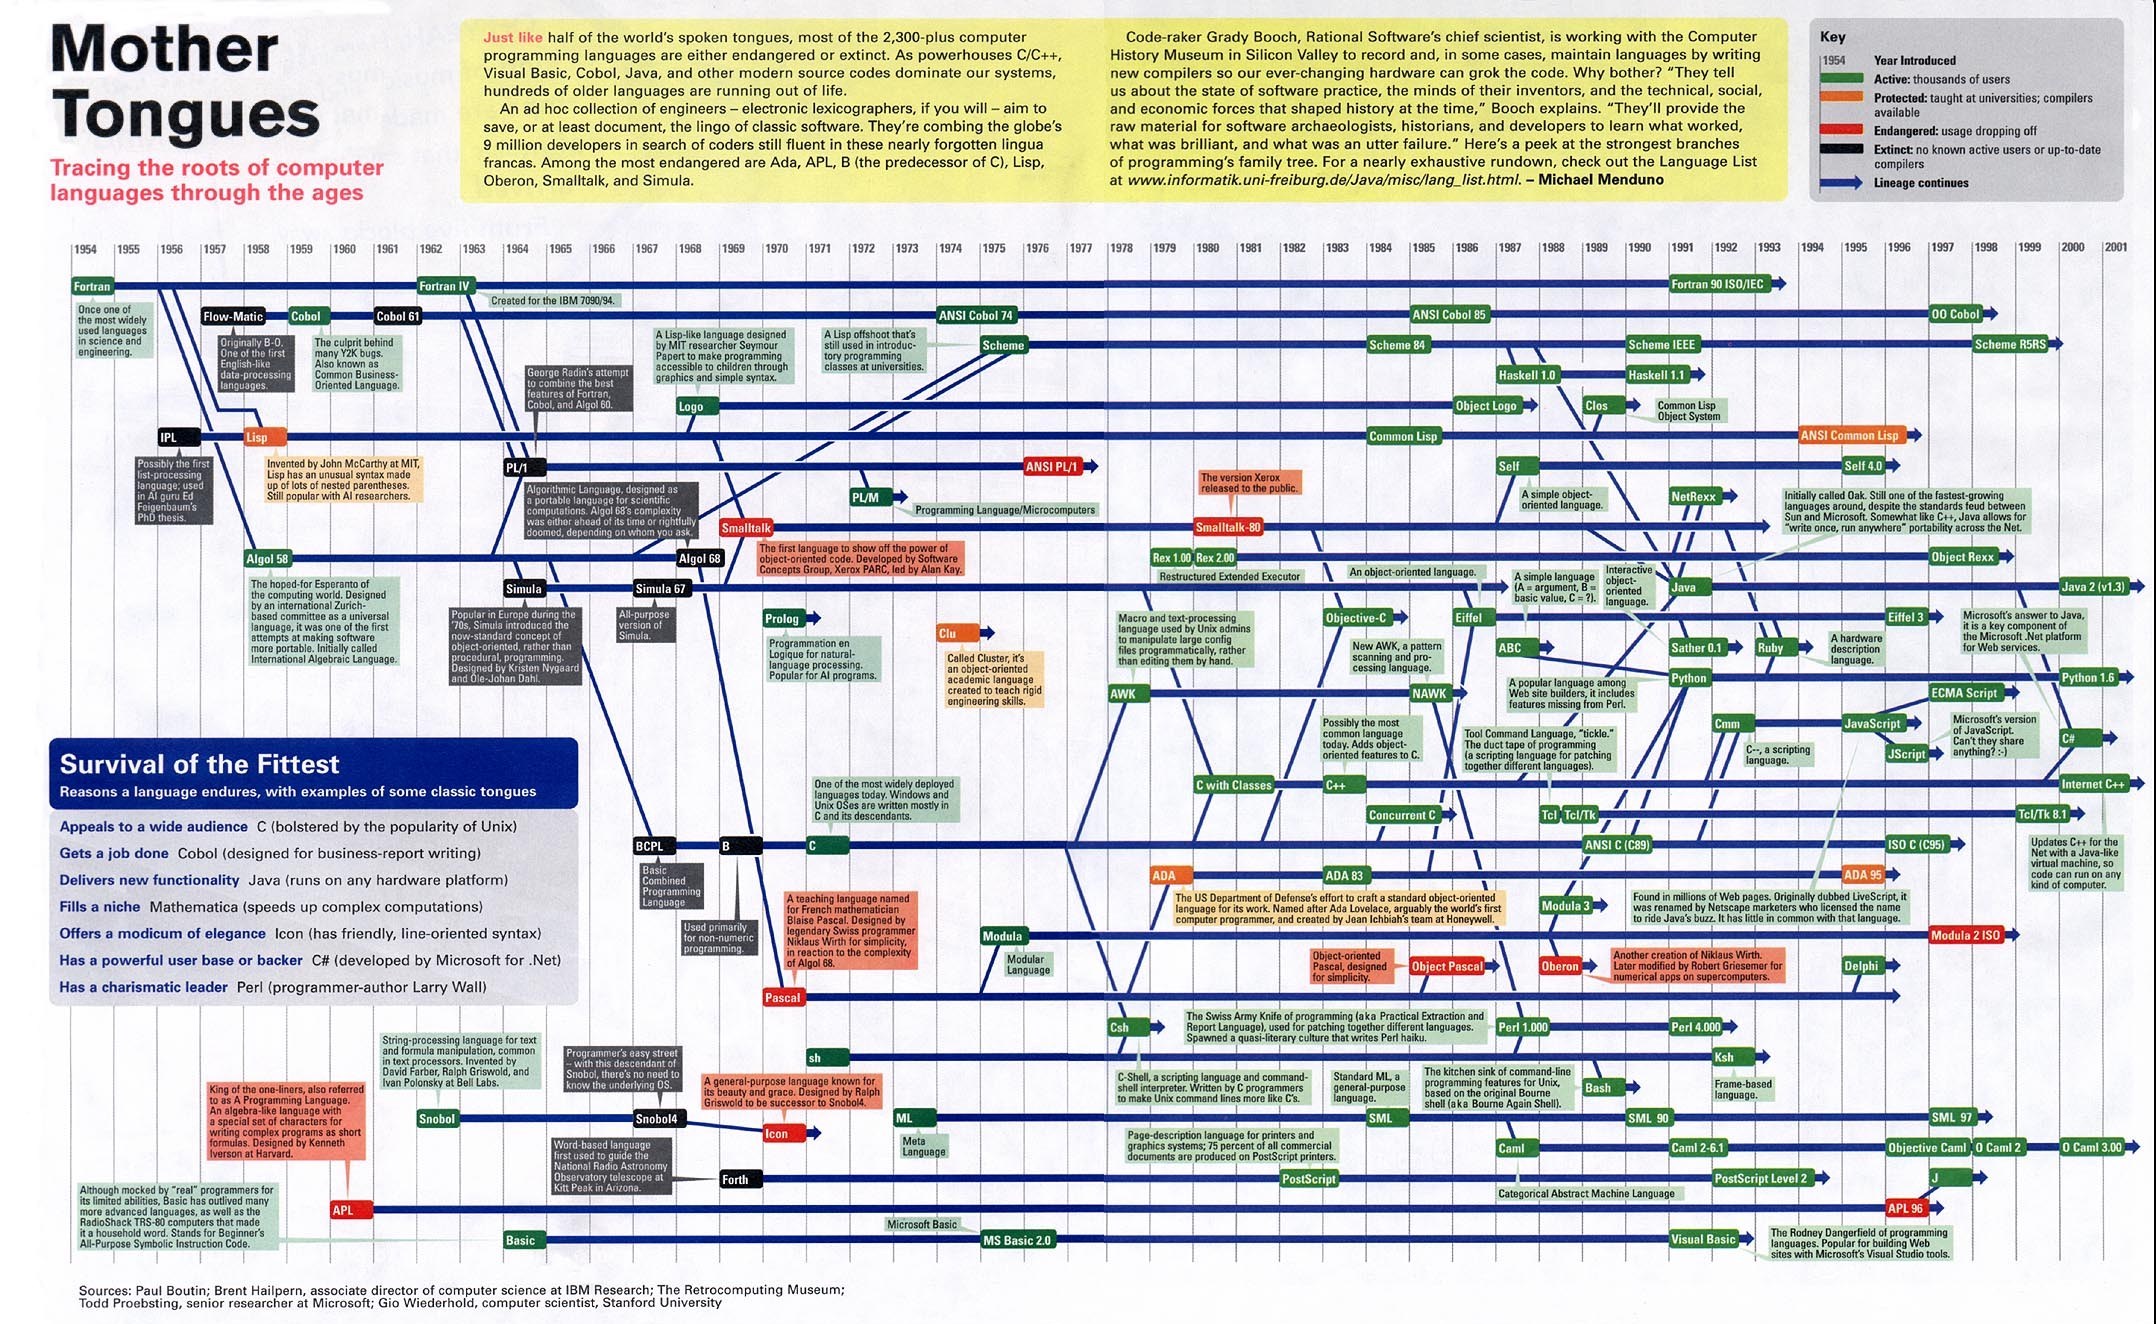 Mother
Tongues
Tracing the roots of computer
languages through the ages
Just like half of the world's spoken tongues, most of the 2,300-plus computer
programming languages are either endangered or extinct. As powerhouses C/C++,
Visual Basic, Cobol, Java, and other modern source codes dominate our systems,
hundreds of older languages are running out of life.
An ad hoc collection of engineers – electronic lexicographers, if you will – aim to
save, or at least document, the lingo of classic software. They're combing the globe's
9 million developers in search of coders still fluent in these nearly forgotten lingua
francas. Among the most endangered are Ada, APL, B (the predecessor of C), Lisp,
Oberon, Smalltalk, and Simula.
Code-raker Grady Booch, Rational Software's chief scientist, is working with the Computer
History Museum in Silicon Valley to record and, in some cases, maintain languages by writing
new compilers so our ever-changing hardware can grok the code. Why bother? "They tell
us about the state of software practice, the minds of their inventors, and the technical, social,
and economic forces that shaped history at the time," Booch explains. "They'll provide the
raw material for software archaeologists, historians, and developers to learn what worked,
what was brilliant, and what was an utter failure." Here's a peek at the strongest branches
of programming's family tree. For a nearly exhaustive rundown, check out the Language List
at www.informatik.uni-freiburg.de/Java/misc/lang_list.html. – Michael Menduno
Key
1954 Year Introduced
Active: thousands of users
Protected: taught at universities; compilers
available
Endangered: usage dropping off
Extinct: no known active users or up-to-date
compilers
Lineage continues
1954 1955 1956 1957 1958 1959 1960 1961 1962 1963 1964 1965 1966 1967 1968 1969 1970 1971 1972 1973 1974 1975 1976 1977 1978 1979 1980 1981 1982 1983 1984 1985 1986 1987 1988 1989 1990 1991 1992 1993 1994 1995 1996 1997 1998 1999 2000 2001
Fortran
Fortran IV
Fortran 90 ISO/IEC
Once one of
the most widely
used languages
in science and
engineering.
Created for the IBM 7090/94.
Flow-Matic
Cobol
Cobol 61
ANSI Cobol 74
ANSI Cobol 85
OO Cobol
Originally B-O.
One of the first
English-like
data-processing
languages.
The culprit behind
many Y2K bugs.
Also known as
Common Business-
Oriented Language.
George Radin's attempt
to combine the best
features of Fortran,
Cobol, and Algol 60.
A Lisp-like language designed
by MIT researcher Seymour
Papert to make programming
accessible to children through
graphics and simple syntax.
A Lisp offshoot that's
still used in introduc-
tory programming
classes at universities.
Scheme
Scheme 84
Scheme IEEE
Scheme R5RS
Haskell 1.0
Haskell 1.1
Logo
Object Logo
Clos
Common Lisp
Object System
IPL
Lisp
Common Lisp
ANSI Common Lisp
Possibly the first
list-processing
language; used
in AI guru Ed
Feigenbaum's
PhD thesis.
Invented by John McCarthy at MIT,
Lisp has an unusual syntax made
up of lots of nested parentheses.
Still popular with AI researchers.
PL/1
ANSI PL/1
Self
Self 4.0
Algorithmic Language, designed as
a portable language for scientific
computations. Algol 68's complexity
was either ahead of its time or rightfully
doomed, depending on whom you ask.
PL/M
Programming Language/Microcomputers
The version Xerox
released to the public.
A simple object-
oriented language.
NetRexx
Initially called Oak. Still one of the fastest-growing
languages around, despite the standards feud between
Sun and Microsoft. Somewhat like C++, Java allows for
"write once, run anywhere" portability across the Net.
Smalltalk
Smalltalk-80
The first language to show off the power of
object-oriented code. Developed by Software
Concepts Group, Xerox PARC, led by Alan Kay.
Algol 58
Algol 68
Rex 1.00
Rex 2.00
Object Rexx
Restructured Extended Executor
The hoped-for Esperanto of
the computing world. Designed
by an international Zurich-
based committee as a universal
language, it was one of the first
attempts at making software
more portable. Initially called
International Algebraic Language.
Simula
Simula 67
Java
Java 2 (v1.3)
Popular in Europe during the
'70s, Simula introduced the
now-standard concept of
object-oriented, rather than
procedural, programming.
Designed by Kristen Nygaard
and Ole-Johan Dahl.
All-purpose
version of
Simula.
An object-oriented language.
A simple language
(A = argument, B =
basic value, C = ?).
Interactive
object-
oriented
language.
Prolog
Programmation en
Logique for natural-
language processing.
Popular for AI programs.
Clu
Called Cluster, it's
an object-oriented
academic language
created to teach rigid
engineering skills.
Macro and text-processing
language used by Unix admins
to manipulate large config
files programmatically, rather
than editing them by hand.
Objective-C
Eiffel
Eiffel 3
New AWK, a pattern
scanning and pro-
cessing language.
ABC
Sather 0.1
Ruby
A hardware
description
language.
Microsoft's answer to Java,
it is a key component of
the Microsoft .Net platform
for Web services.
A popular language among
Web site builders, it includes
features missing from Perl.
Python
Python 1.6
AWK
NAWK
ECMA Script
Possibly the most
common language
today. Adds object-
oriented features to C.
Tool Command Language, "tickle."
The duct tape of programming
(a scripting language for patching
together different languages).
Cmm
C--, a scripting
language.
JavaScript
JScript
Microsoft's version
of JavaScript.
Can't they share
anything? :-)
C#
Survival of the Fittest
Reasons a language endures, with examples of some classic tongues
Appeals to a wide audience C (bolstered by the popularity of Unix)
Gets a job done Cobol (designed for business-report writing)
Delivers new functionality Java (runs on any hardware platform)
Fills a niche Mathematica (speeds up complex computations)
Offers a modicum of elegance Icon (has friendly, line-oriented syntax)
Has a powerful user base or backer C# (developed by Microsoft for .Net)
Has a charismatic leader Perl (programmer-author Larry Wall)
One of the most widely deployed
languages today. Windows and
Unix OSes are written mostly in
C and its descendants.
C with Classes
C++
Internet C++
Concurrent C
Tcl
Tcl/Tk
Tcl/Tk 8.1
BCPL
B
C
ANSI C (C89)
ISO C (C95)
Basic
Combined
Programming
Language
Used primarily
for non-numeric
programming.
A teaching language named
for French mathematician
Blaise Pascal. Designed by
legendary Swiss programmer
Niklaus Wirth for simplicity,
in reaction to the complexity
of Algol 68.
Updates C++ for the
Net with a Java-like
virtual machine, so
code can run on any
kind of computer.
ADA
ADA 83
ADA 95
The US Department of Defense's effort to craft a standard object-oriented
language for its work. Named after Ada Lovelace, arguably the world's first
computer programmer, and created by Jean Ichbiah's team at Honeywell.
Modula 3
Found in millions of Web pages. Originally dubbed LiveScript, it
was renamed by Netscape marketers who licensed the name
to ride Java's buzz. It has little in common with that language.
Modula
Modular
Language
Modula 2 ISO
Object-oriented
Pascal, designed
for simplicity.
Object Pascal
Oberon
Another creation of Niklaus Wirth.
Later modified by Robert Griesemer for
numerical apps on supercomputers.
Delphi
Pascal
Csh
The Swiss Army Knife of programming (aka Practical Extraction and
Report Language), used for patching together different languages.
Spawned a quasi-literary culture that writes Perl haiku.
Perl 1.000
Perl 4.000
String-processing language for text
and formula manipulation, common
in text processors. Invented by
David Farber, Ralph Griswold, and
Ivan Polonsky at Bell Labs.
Programmer's easy street
– with this descendant of
Snobol, there's no need to
know the underlying OS.
sh
Ksh
C-Shell, a scripting language and command-
shell interpreter. Written by C programmers
to make Unix command lines more like C's.
Standard ML, a
general-purpose
language.
The kitchen sink of command-line
programming features for Unix,
based on the original Bourne
shell (aka Bourne Again Shell).
Bash
Frame-based
language.
King of the one-liners, also referred
to as A Programming Language.
An algebra-like language with
a special set of characters for
writing complex programs as short
formulas. Designed by Kenneth
Iverson at Harvard.
A general-purpose language known for
its beauty and grace. Designed by Ralph
Griswold to be successor to Snobol4.
Snobol
Snobol4
Icon
ML
Meta
Language
SML
SML 90
SML 97
Page-description language for printers and
graphics systems; 75 percent of all commercial
documents are produced on PostScript printers.
Caml
Caml 2-6.1
Objective Caml
O Caml 2
O Caml 3.00
Word-based language
first used to guide the
National Radio Astronomy
Observatory telescope at
Kitt Peak in Arizona.
Forth
PostScript
PostScript Level 2
J
Categorical Abstract Machine Language
Although mocked by "real" programmers for
its limited abilities, Basic has outlived many
more advanced languages, as well as the
RadioShack TRS-80 computers that made
it a household word. Stands for Beginner's
All-Purpose Symbolic Instruction Code.
APL
APL 96
Microsoft Basic
Basic
MS Basic 2.0
Visual Basic
The Rodney Dangerfield of programming
languages. Popular for building Web
sites with Microsoft's Visual Studio tools.
Sources: Paul Boutin; Brent Hailpern, associate director of computer science at IBM Research; The Retrocomputing Museum;
Todd Proebsting, senior researcher at Microsoft; Gio Wiederhold, computer scientist, Stanford University